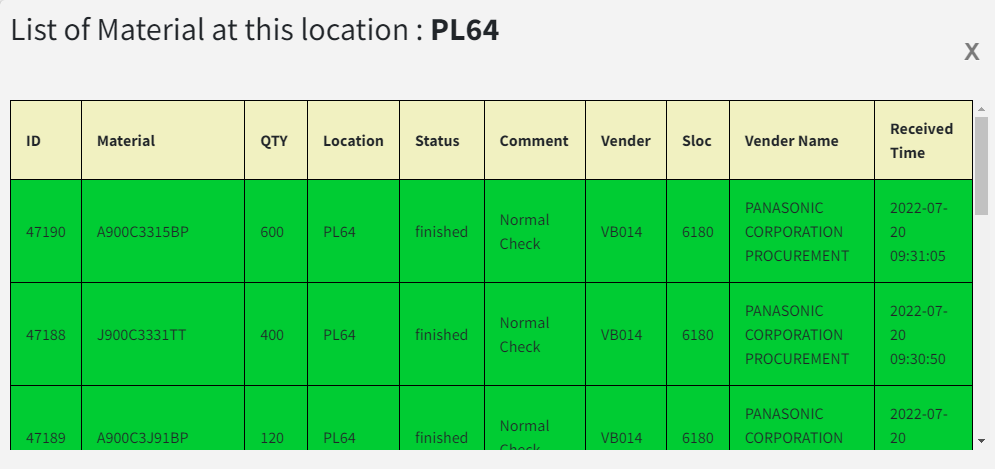 List of Material at this location : PL64
X
ID Material QTY Location Status Comment Vender Sloc Vender Name Received Time
47190 A900C3315BP 600 PL64 finished Normal Check VB014 6180 PANASONIC CORPORATION PROCUREMENT 2022-07-20 09:31:05
47188 J900C3331TT 400 PL64 finished Normal Check VB014 6180 PANASONIC CORPORATION PROCUREMENT 2022-07-20 09:30:50
47189 A900C3J91BP 120 PL64 finished Normal Check VB014 6180 PANASONIC CORPORATION 2022-07-20